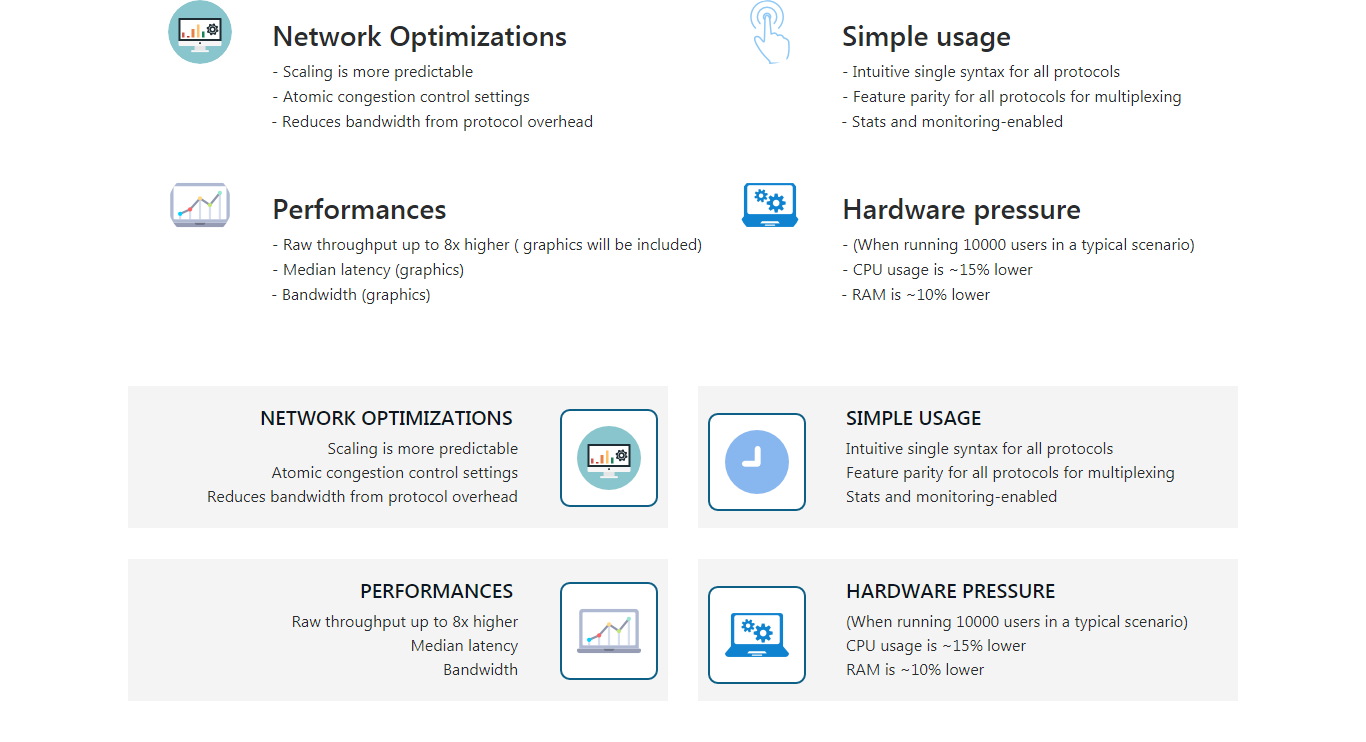 Network Optimizations
- Scaling is more predictable
- Atomic congestion control settings
- Reduces bandwidth from protocol overhead
Simple usage
- Intuitive single syntax for all protocols
- Feature parity for all protocols for multiplexing
- Stats and monitoring-enabled
Performances
- Raw throughput up to 8x higher ( graphics will be included)
- Median latency (graphics)
- Bandwidth (graphics)
Hardware pressure
- (When running 10000 users in a typical scenario)
- CPU usage is ~15% lower
- RAM is ~10% lower
NETWORK OPTIMIZATIONS
Scaling is more predictable
Atomic congestion control settings
Reduces bandwidth from protocol overhead
SIMPLE USAGE
Intuitive single syntax for all protocols
Feature parity for all protocols for multiplexing
Stats and monitoring-enabled
PERFORMANCES
Raw throughput up to 8x higher
Median latency
Bandwidth
HARDWARE PRESSURE
(When running 10000 users in a typical scenario)
CPU usage is ~15% lower
RAM is ~10% lower